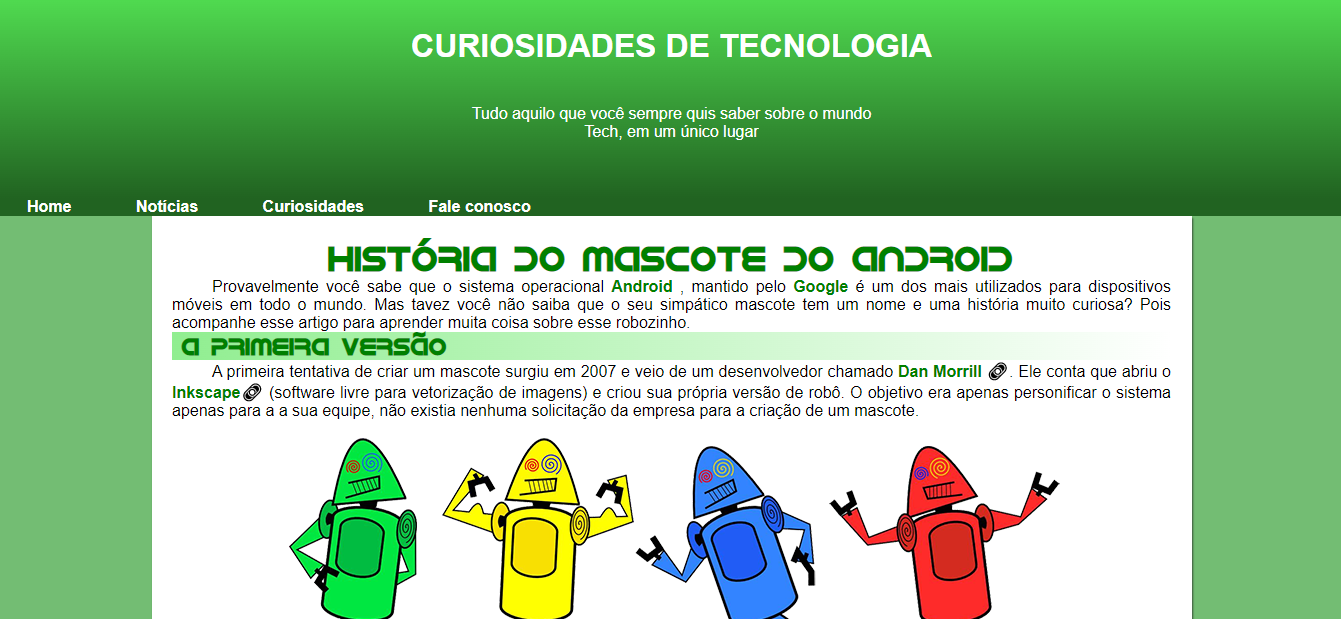 CURIOSIDADES DE TECNOLOGIA
Tudo aquilo que você sempre quis saber sobre o mundo
Tech, em um único lugar
Home Notícias Curiosidades Fale conosco
HISTÓRIA DO MASCOTE DO ANDROID
Provavelmente você sabe que o sistema operacional Android , mantido pelo Google é um dos mais utilizados para dispositivos
móveis em todo o mundo. Mas tavez você não saiba que o seu simpático mascote tem um nome e uma história muito curiosa? Pois
acompanhe esse artigo para aprender muita coisa sobre esse robozinho.
A PRIMEIRA VERSÃO
A primeira tentativa de criar um mascote surgiu em 2007 e veio de um desenvolvedor chamado Dan Morrill . Ele conta que abriu o
Inkscape (software livre para vetorização de imagens) e criou sua própria versão de robô. O objetivo era apenas personificar o sistema
apenas para a a sua equipe, não existia nenhuma solicitação da empresa para a criação de um mascote.